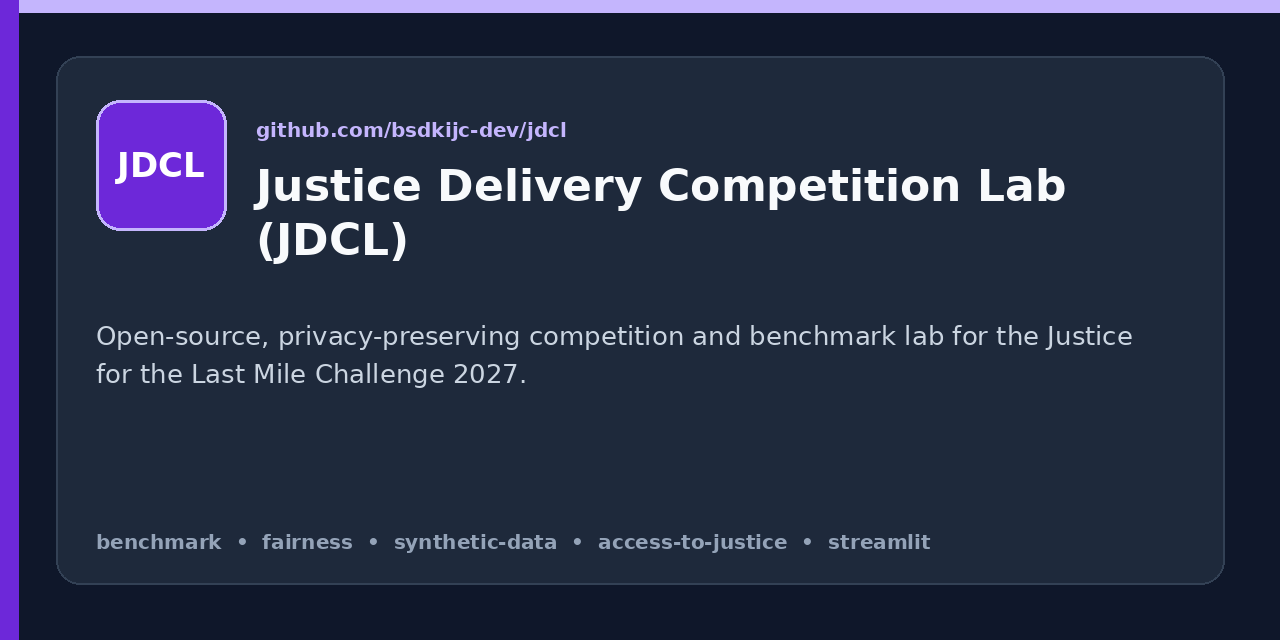 JDCL
github.com/bsdkijc-dev/jdcl
Justice Delivery Competition Lab
(JDCL)
Open-source, privacy-preserving competition and benchmark lab for the Justice
for the Last Mile Challenge 2027.
benchmark • fairness • synthetic-data • access-to-justice • streamlit